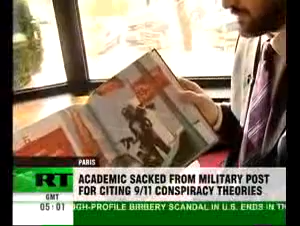 PARIS
RT
ACADEMIC SACKED FROM MILITARY POST
FOR CITING 9/11 CONSPIRACY THEORIES
GMT
05 01
GH-PROFILE BRIBERY SCANDAL IN U.S. ENDS IN